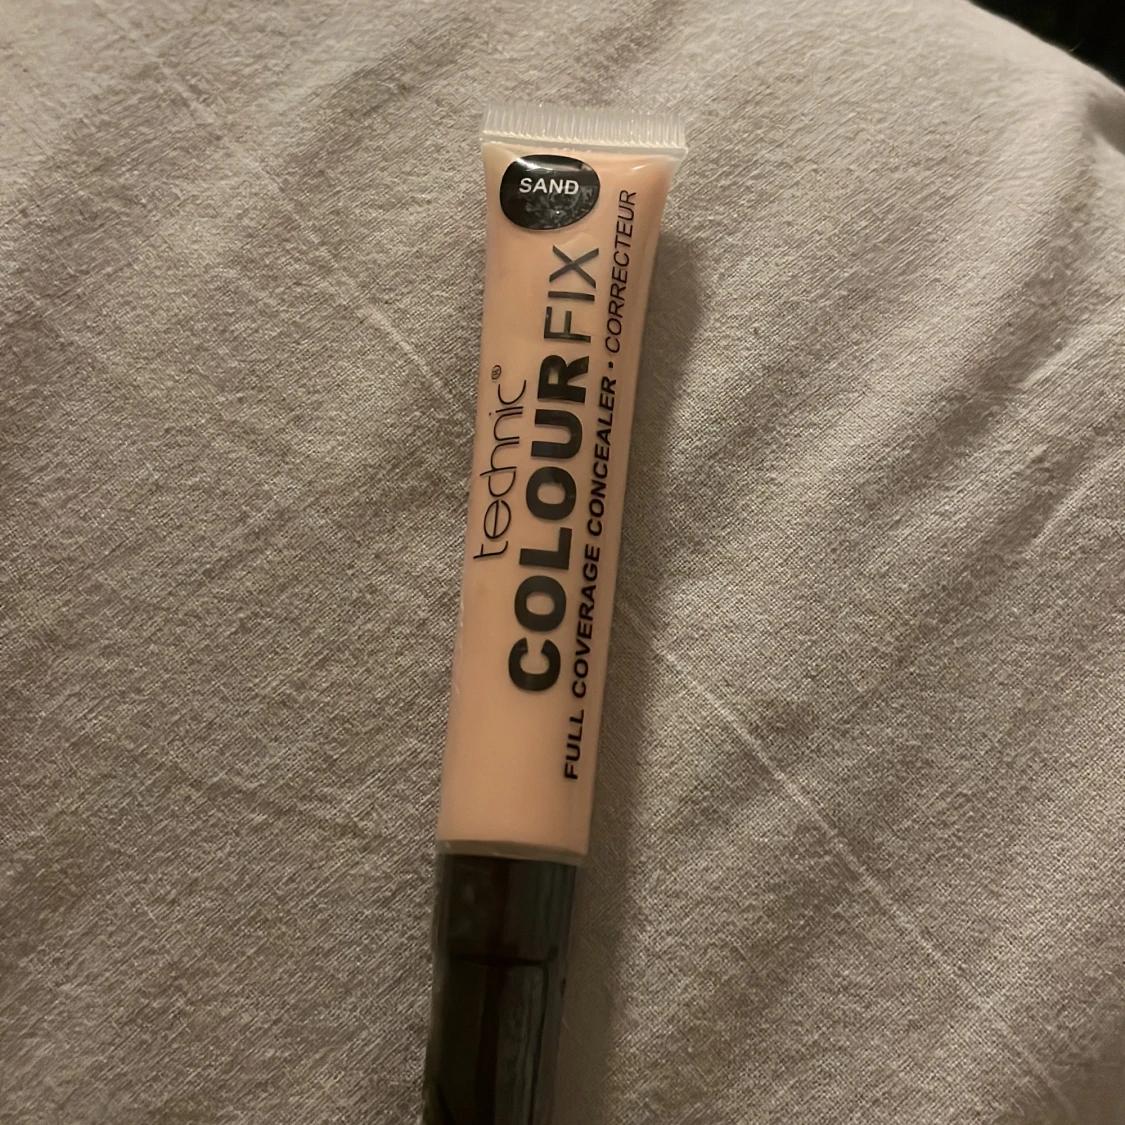 SAND
technic®
COLOURFIX
FULL COVERAGE CONCEALER • CORRECTEUR